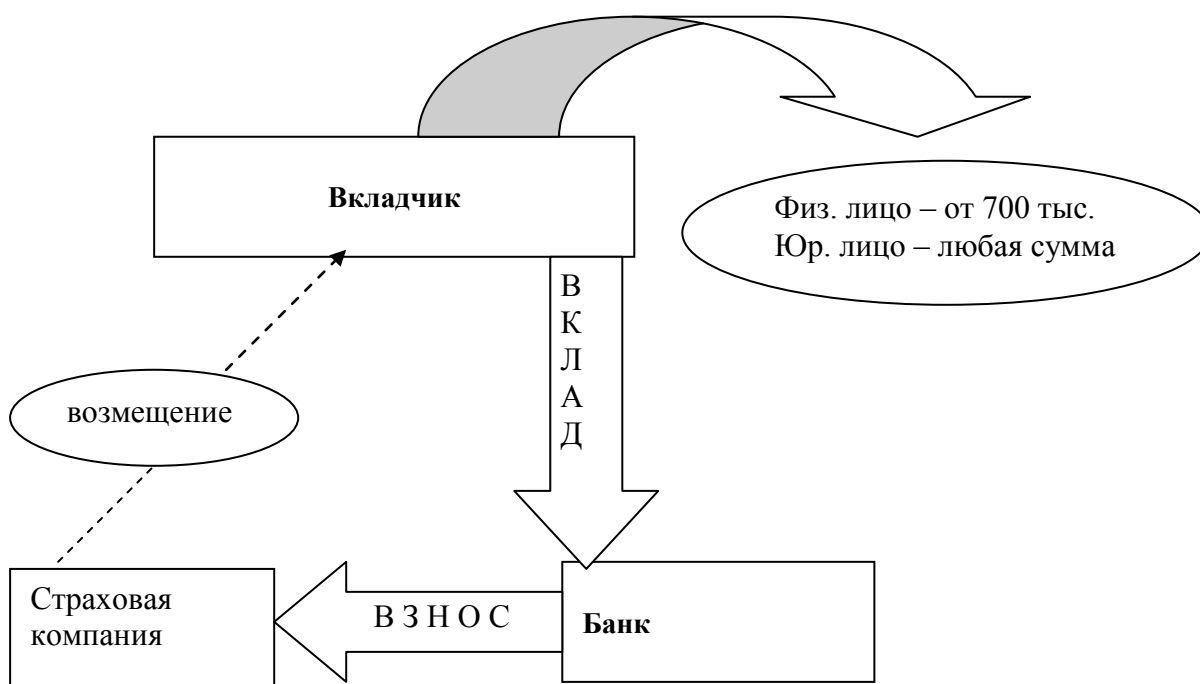 Вкладчик
Физ. лицо – от 700 тыс.
Юр. лицо – любая сумма
В
К
Л
А
Д
возмещение
Страховая
компания
В З Н О С
Банк